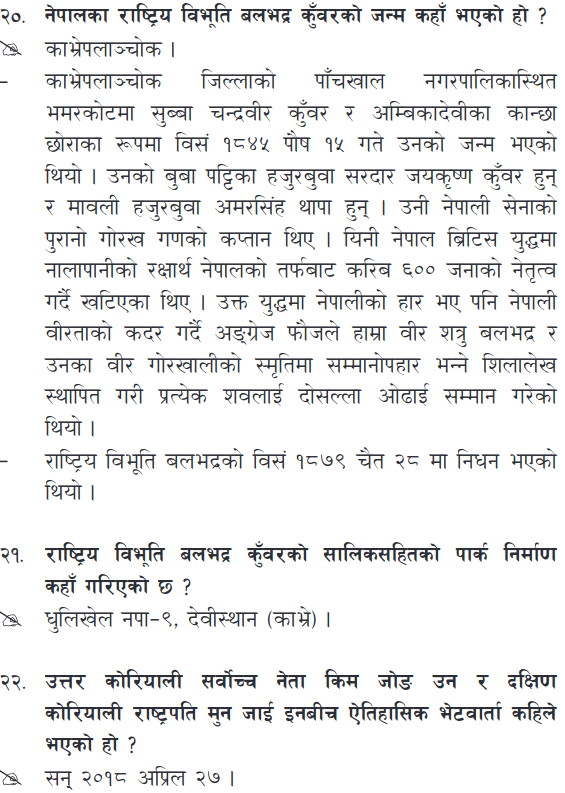 २०. नेपालका राष्ट्रिय विभूति बलभद्र कुँवरको जन्म कहाँ भएको हो ?
काभ्रेपलाञ्चोक ।
– काभ्रेपलाञ्चोक जिल्लाको पाँचखाल नगरपालिकास्थित
भमरकोटमा सुब्बा चन्द्रवीर कुँवर र अम्बिकादेवीका कान्छा
छोराका रूपमा विसं १८४५ पौष १५ गते उनको जन्म भएको
थियो । उनको बुबा पट्टिका हजुरबुवा सरदार जयकृष्ण कुँवर हुन्
र मावली हजुरबुवा अमरसिंह थापा हुन् । उनी नेपाली सेनाको
पुरानो गोरख गणको कप्तान थिए । यिनी नेपाल ब्रिटिस युद्धमा
नालापानीको रक्षार्थ नेपालको तर्फबाट करिब ६०० जनाको नेतृत्व
गर्दै खटिएका थिए । उक्त युद्धमा नेपालीको हार भए पनि नेपाली
वीरताको कदर गर्दै अङ्ग्रेज फौजले हाम्रा वीर शत्रु बलभद्र र
उनका वीर गोरखालीको स्मृतिमा सम्मानोपहार भन्ने शिलालेख
स्थापित गरी प्रत्येक शवलाई दोसल्ला ओढाई सम्मान गरेको
थियो ।
– राष्ट्रिय विभूति बलभद्रको विसं १८७९ चैत २८ मा निधन भएको
थियो ।
२१. राष्ट्रिय विभूति बलभद्र कुँवरको सालिकसहितको पार्क निर्माण
कहाँ गरिएको छ ?
धुलिखेल नपा-९, देवीस्थान (काभ्रे) ।
२२. उत्तर कोरियाली सर्वोच्च नेता किम जोङ उन र दक्षिण
कोरियाली राष्ट्रपति मुन जाई इनबीच ऐतिहासिक भेटवार्ता कहिले
भएको हो ?
सन् २०१८ अप्रिल २७ ।